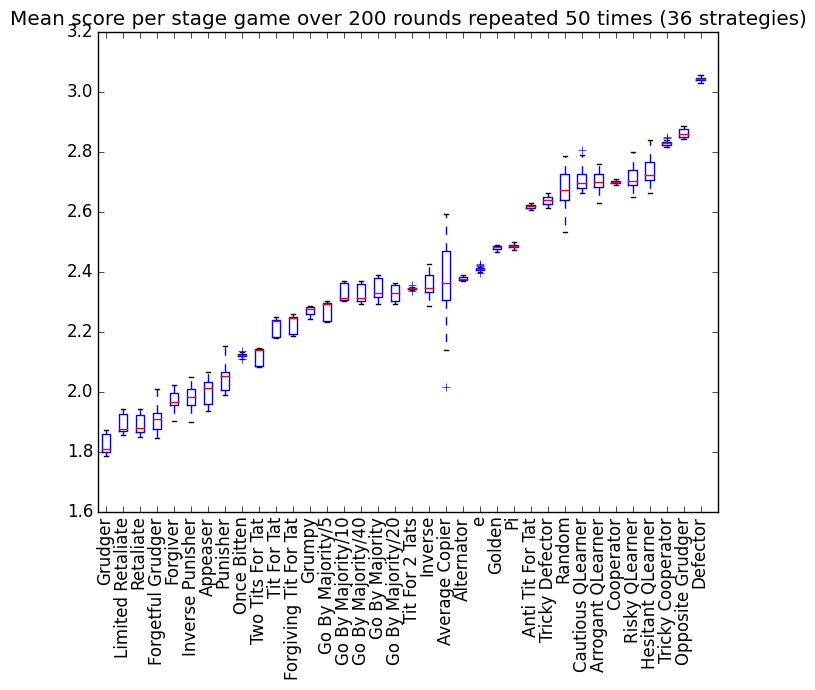 Mean score per stage game over 200 rounds repeated 50 times (36 strategies)
3.2
3.0
2.8
2.6
2.4
2.2
2.0
1.8
1.6
Grudger
Limited Retaliate
Retaliate
Forgetful Grudger
Forgiver
Inverse Punisher
Appeaser
Punisher
Once Bitten
Two Tits For Tat
Tit For Tat
Forgiving Tit For Tat
Grumpy
Go By Majority/5
Go By Majority/10
Go By Majority/40
Go By Majority
Go By Majority/20
Tit For 2 Tats
Inverse
Average Copier
Alternator
e
Golden
Pi
Anti Tit For Tat
Tricky Defector
Random
Cautious QLearner
Arrogant QLearner
Cooperator
Risky QLearner
Hesitant QLearner
Tricky Cooperator
Opposite Grudger
Defector